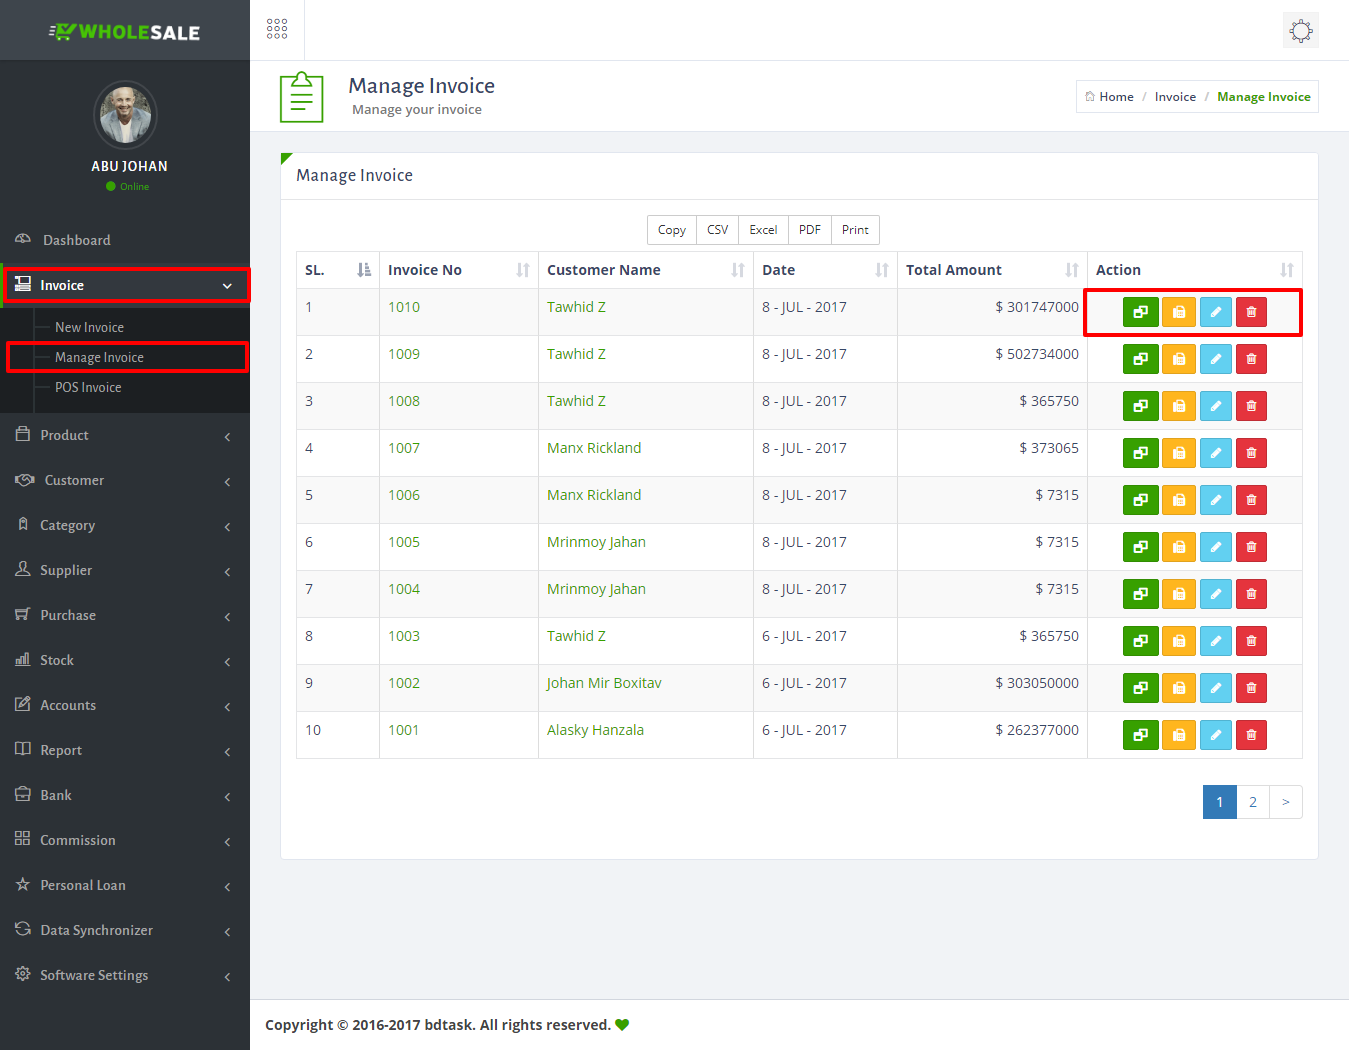 WHOLESALE
ABU JOHAN
Online
Dashboard
Invoice
New Invoice
Manage Invoice
POS Invoice
Product
Customer
Category
Supplier
Purchase
Stock
Accounts
Report
Bank
Commission
Personal Loan
Data Synchronizer
Software Settings
Manage Invoice
Manage your invoice
Home / Invoice / Manage Invoice
Manage Invoice
Copy CSV Excel PDF Print
SL. Invoice No Customer Name Date Total Amount Action
1 1010 Tawhid Z 8 - JUL - 2017 $ 301747000
2 1009 Tawhid Z 8 - JUL - 2017 $ 502734000
3 1008 Tawhid Z 8 - JUL - 2017 $ 365750
4 1007 Manx Rickland 8 - JUL - 2017 $ 373065
5 1006 Manx Rickland 8 - JUL - 2017 $ 7315
6 1005 Mrinmoy Jahan 8 - JUL - 2017 $ 7315
7 1004 Mrinmoy Jahan 8 - JUL - 2017 $ 7315
8 1003 Tawhid Z 6 - JUL - 2017 $ 365750
9 1002 Johan Mir Boxitav 6 - JUL - 2017 $ 303050000
10 1001 Alasky Hanzala 6 - JUL - 2017 $ 262377000
1 2 >
Copyright © 2016-2017 bdtask. All rights reserved.